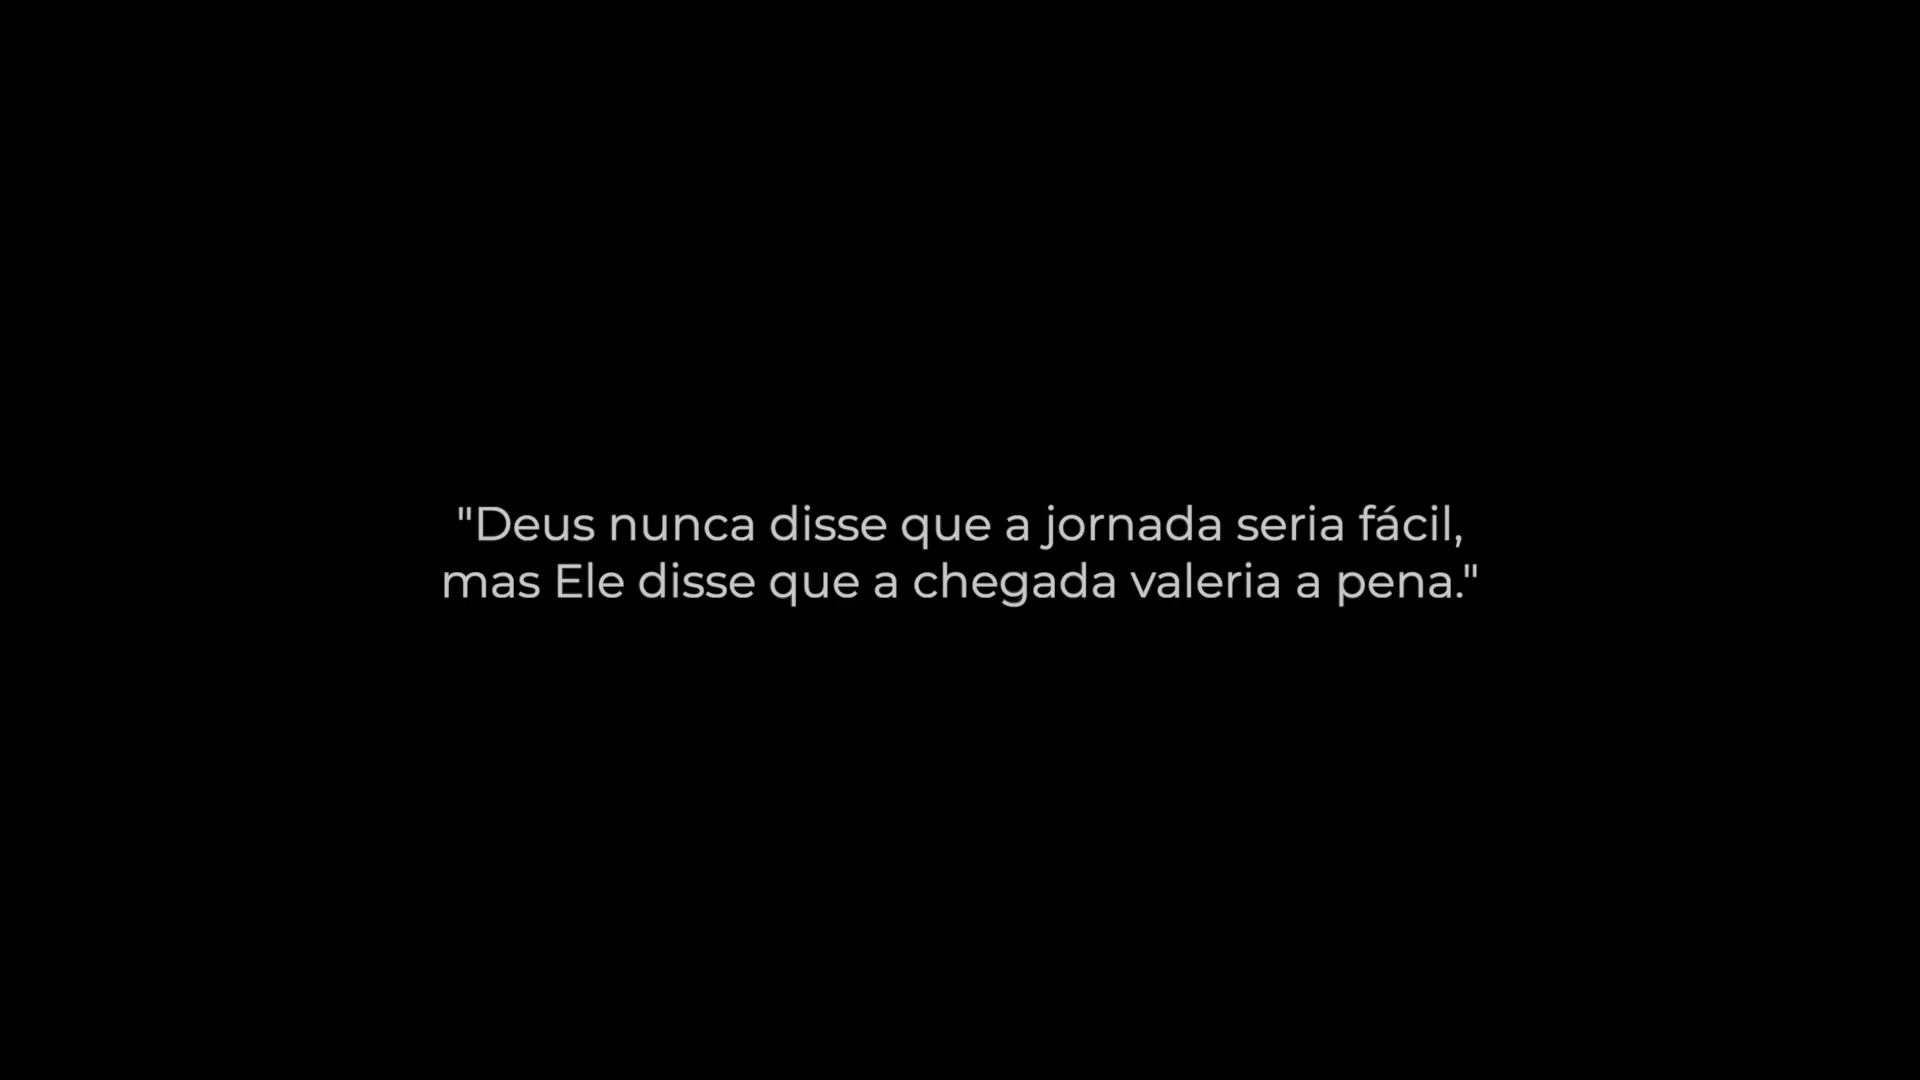 "Deus nunca disse que a jornada seria fácil,
mas Ele disse que a chegada valeria a pena."